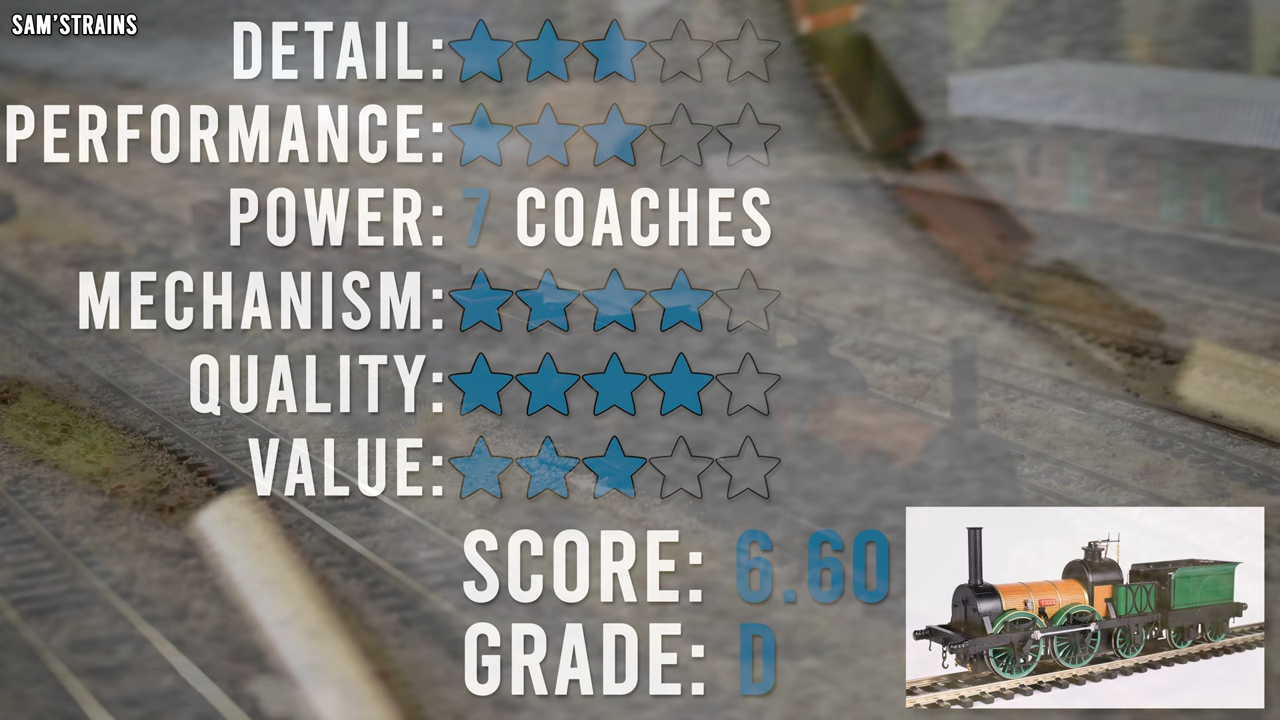 SAM'STRAINS
DETAIL:
PERFORMANCE:
POWER: 7 COACHES
MECHANISM:
QUALITY:
VALUE:
SCORE: 6.60
GRADE: D